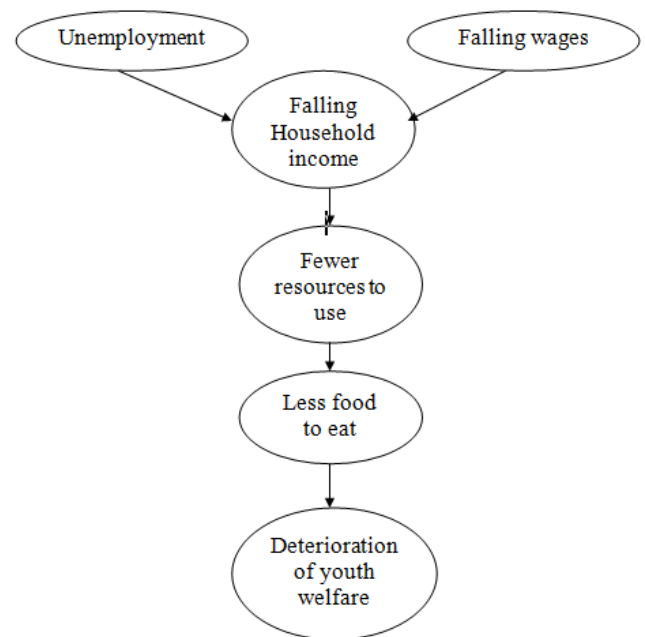 Unemployment
Falling wages
Falling
Household
income
Fewer
resources to
use
Less food
to eat
Deterioration
of youth
welfare